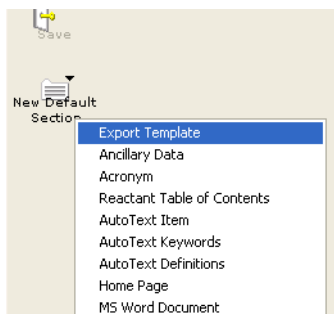 Save
New Default
Section
Export Template
Ancillary Data
Acronym
Reactant Table of Contents
AutoText Item
AutoText Keywords
AutoText Definitions
Home Page
MS Word Document